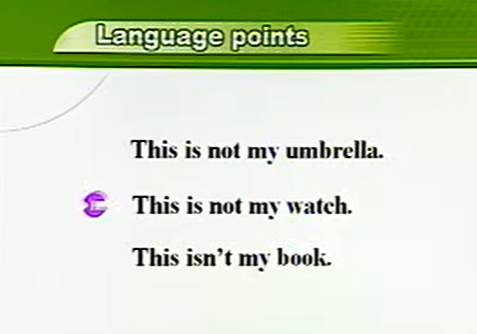 Language points
This is not my umbrella.
This is not my watch.
This isn't my book.